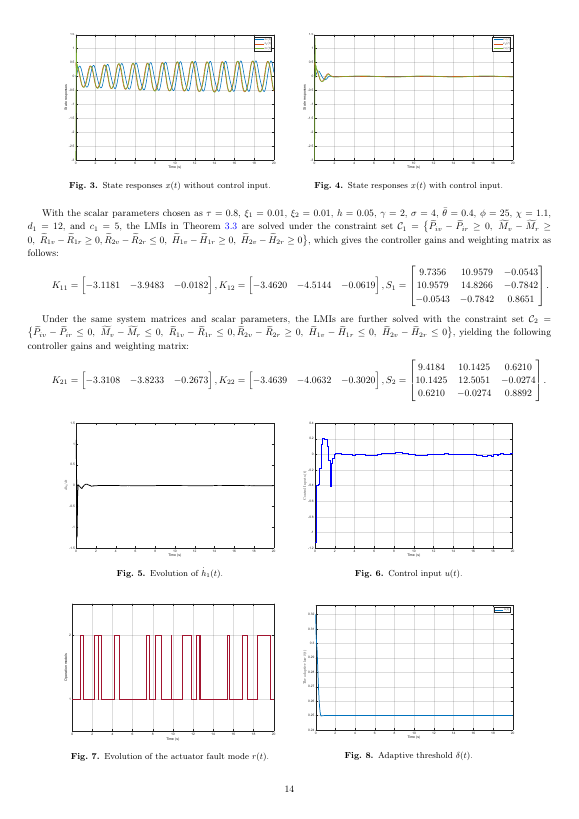 Fig. 3. State responses x(t) without control input.
Fig. 4. State responses x(t) with control input.
With the scalar parameters chosen as τ = 0.8, ξ₁ = 0.01, ξ₂ = 0.01, h = 0.05, γ = 2, σ = 4, θ̄ = 0.4, ϕ = 25, χ = 1.1,
d₁ = 12, and c₁ = 5, the LMIs in Theorem 3.3 are solved under the constraint set 𝒞₁ = {P̃ᵢᵥ − P̃ᵢᵣ ≥ 0, M̃ᵥ − M̃ᵣ ≥
0, R̃₁ᵥ − R̃₁ᵣ ≥ 0, R̃₂ᵥ − R̃₂ᵣ ≤ 0, H̃₁ᵥ − H̃₁ᵣ ≥ 0, H̃₂ᵥ − H̃₂ᵣ ≥ 0}, which gives the controller gains and weighting matrix as
follows:
K₁₁ = [−3.1181 −3.9483 −0.0182], K₁₂ = [−3.4620 −4.5144 −0.0619], S₁ = [9.7356 10.9579 −0.0543
10.9579 14.8266 −0.7842
−0.0543 −0.7842 0.8651].
Under the same system matrices and scalar parameters, the LMIs are further solved with the constraint set 𝒞₂ =
{P̃ᵢᵥ − P̃ᵢᵣ ≤ 0, M̃ᵥ − M̃ᵣ ≤ 0, R̃₁ᵥ − R̃₁ᵣ ≤ 0, R̃₂ᵥ − R̃₂ᵣ ≥ 0, H̃₁ᵥ − H̃₁ᵣ ≤ 0, H̃₂ᵥ − H̃₂ᵣ ≤ 0}, yielding the following
controller gains and weighting matrix:
K₂₁ = [−3.3108 −3.8233 −0.2673], K₂₂ = [−3.4639 −4.0632 −0.3020], S₂ = [9.4184 10.1425 0.6210
10.1425 12.5051 −0.0274
0.6210 −0.0274 0.8892].
Fig. 5. Evolution of ḣ₁(t).
Fig. 6. Control input u(t).
Fig. 7. Evolution of the actuator fault mode r(t).
Fig. 8. Adaptive threshold δ(t).
14